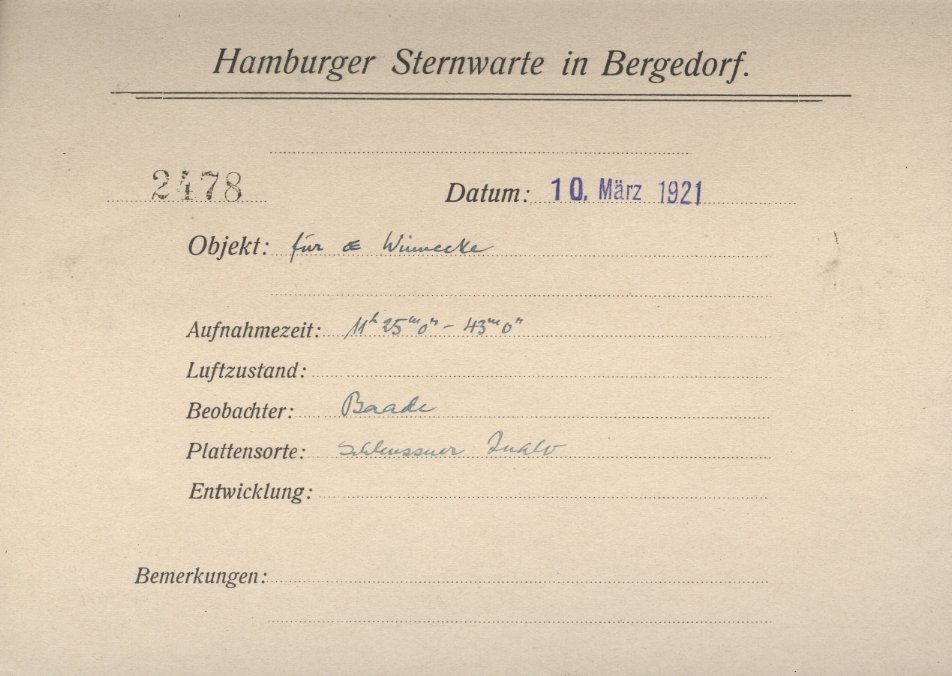 Hamburger Sternwarte in Bergedorf.
2478 Datum: 10. März 1921
Objekt: für Winnecke
Aufnahmezeit: 11ʰ 25ᵐ 0ˢ - 43ᵐ 0ˢ
Luftzustand:
Beobachter: Baade
Plattensorte: Schleussner
Entwicklung:
Bemerkungen: